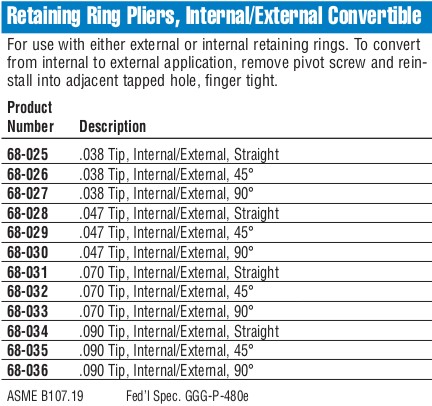 Retaining Ring Pliers, Internal/External Convertible
For use with either external or internal retaining rings. To convert
from internal to external application, remove pivot screw and rein-
stall into adjacent tapped hole, finger tight.
Product
Number Description
68-025 .038 Tip, Internal/External, Straight
68-026 .038 Tip, Internal/External, 45°
68-027 .038 Tip, Internal/External, 90°
68-028 .047 Tip, Internal/External, Straight
68-029 .047 Tip, Internal/External, 45°
68-030 .047 Tip, Internal/External, 90°
68-031 .070 Tip, Internal/External, Straight
68-032 .070 Tip, Internal/External, 45°
68-033 .070 Tip, Internal/External, 90°
68-034 .090 Tip, Internal/External, Straight
68-035 .090 Tip, Internal/External, 45°
68-036 .090 Tip, Internal/External, 90°
ASME B107.19 Fed'l Spec. GGG-P-480e